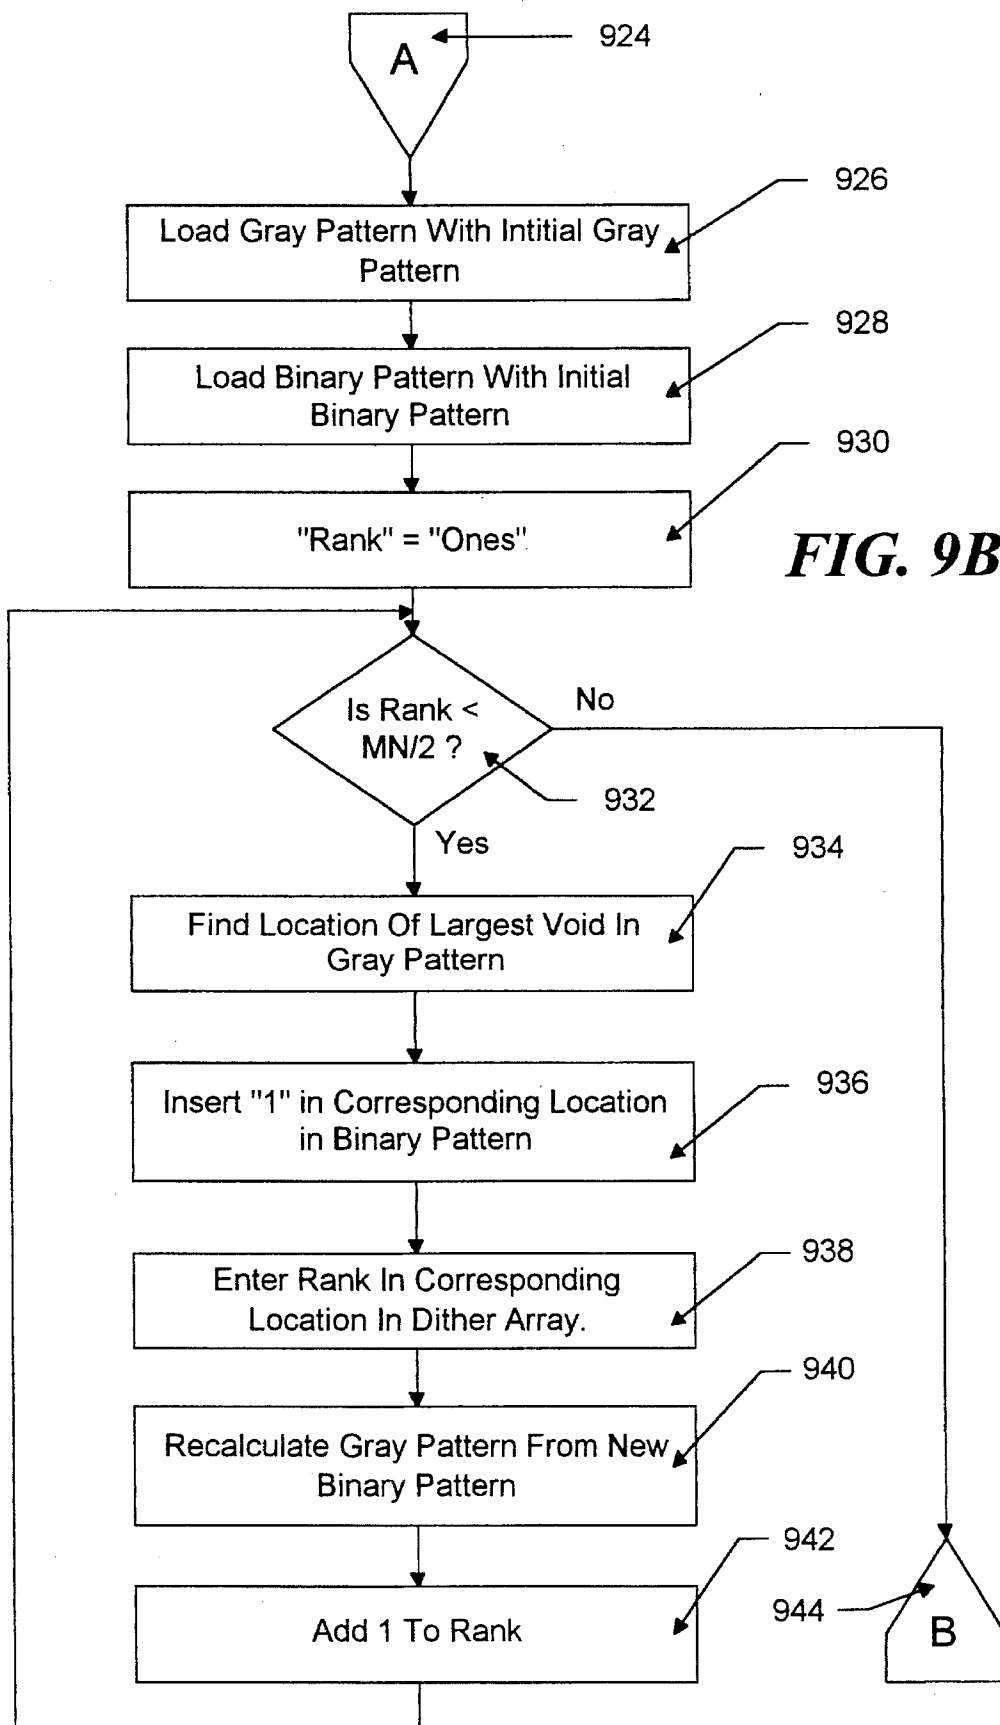 A
924
926
Load Gray Pattern With Intitial Gray
Pattern
928
Load Binary Pattern With Initial
Binary Pattern
930
"Rank" = "Ones"
FIG. 9B
Is Rank <
MN/2 ?
No
932
Yes
934
Find Location Of Largest Void In
Gray Pattern
936
Insert "1" in Corresponding Location
in Binary Pattern
938
Enter Rank In Corresponding
Location In Dither Array.
940
Recalculate Gray Pattern From New
Binary Pattern
942
Add 1 To Rank
944
B